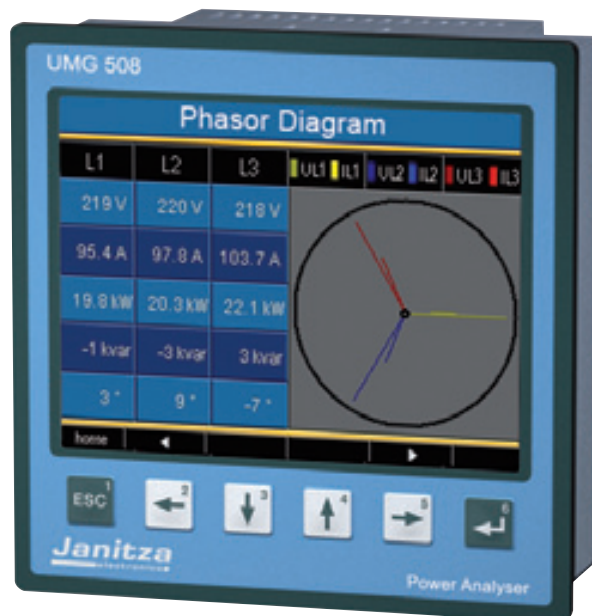 UMG 508
Phasor Diagram
L1 L2 L3 UL1 IL1 UL2 IL2 UL3 IL3
219 V 220 V 218 V
95.4 A 97.8 A 103.7 A
19.8 kW 20.3 kW 22.1 kW
-1 kvar -3 kvar 3 kvar
3 ° 9 ° -7 °
home
ESC 1 2 3 4 5 6
Janitza
electronics
Power Analyser